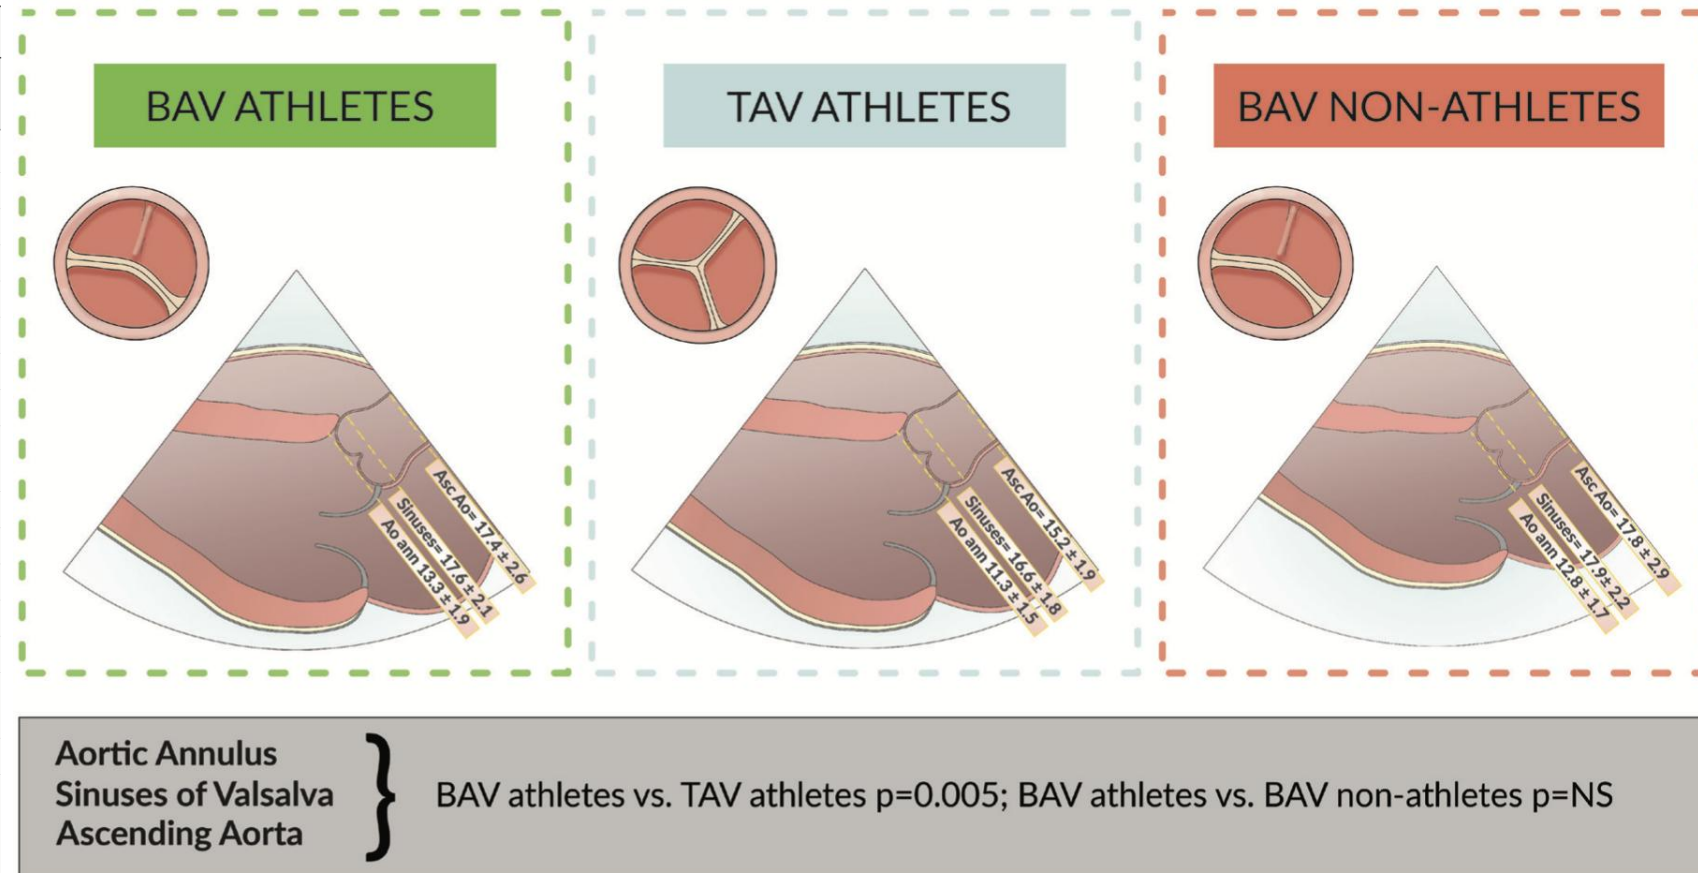 BAV ATHLETES
Asc Ao= 17.4 ± 2.6
Sinuses= 17.6 ± 2.1
Ao ann 13.3 ± 1.9
TAV ATHLETES
Asc Ao= 15.2 ± 1.9
Sinuses= 16.6 ± 1.8
Ao ann 11.3 ± 1.5
BAV NON-ATHLETES
Asc Ao= 17.8 ± 2.9
Sinuses= 17.9± 2.2
Ao ann 12.8 ± 1.7
Aortic Annulus
Sinuses of Valsalva
Ascending Aorta
BAV athletes vs. TAV athletes p=0.005; BAV athletes vs. BAV non-athletes p=NS